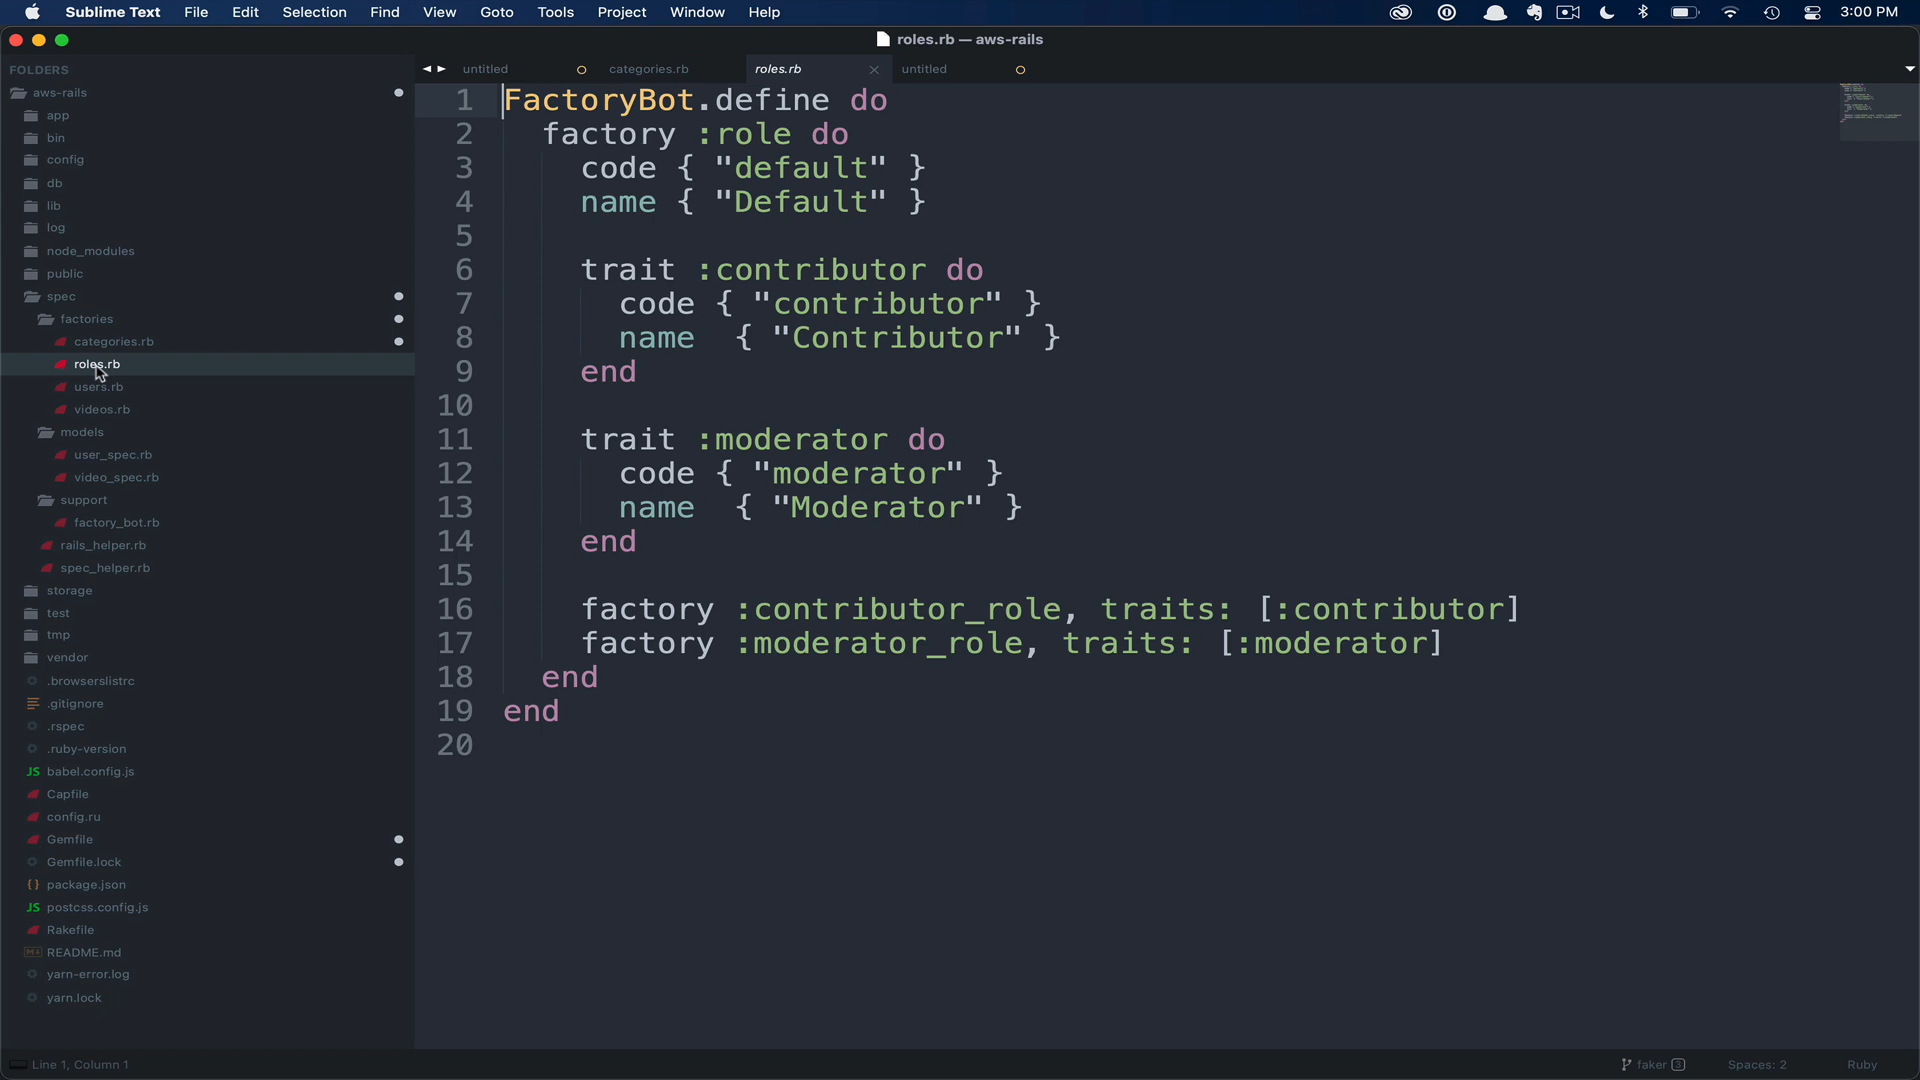 Sublime Text File Edit Selection Find View Goto Tools Project Window Help 3:00 PM
roles.rb — aws-rails
FOLDERS
aws-rails
app
bin
config
db
lib
log
node_modules
public
spec
factories
categories.rb
roles.rb
users.rb
videos.rb
models
user_spec.rb
video_spec.rb
support
factory_bot.rb
rails_helper.rb
spec_helper.rb
storage
test
tmp
vendor
.browserslistrc
.gitignore
.rspec
.ruby-version
JS babel.config.js
Capfile
config.ru
Gemfile
Gemfile.lock
{ } package.json
JS postcss.config.js
Rakefile
README.md
yarn-error.log
yarn.lock
untitled categories.rb roles.rb untitled
1 FactoryBot.define do
2 factory :role do
3 code { "default" }
4 name { "Default" }
5
6 trait :contributor do
7 code { "contributor" }
8 name  { "Contributor" }
9 end
10
11 trait :moderator do
12 code { "moderator" }
13 name  { "Moderator" }
14 end
15
16 factory :contributor_role, traits: [:contributor]
17 factory :moderator_role, traits: [:moderator]
18 end
19 end
20
Line 1, Column 1 faker 3 Spaces: 2 Ruby